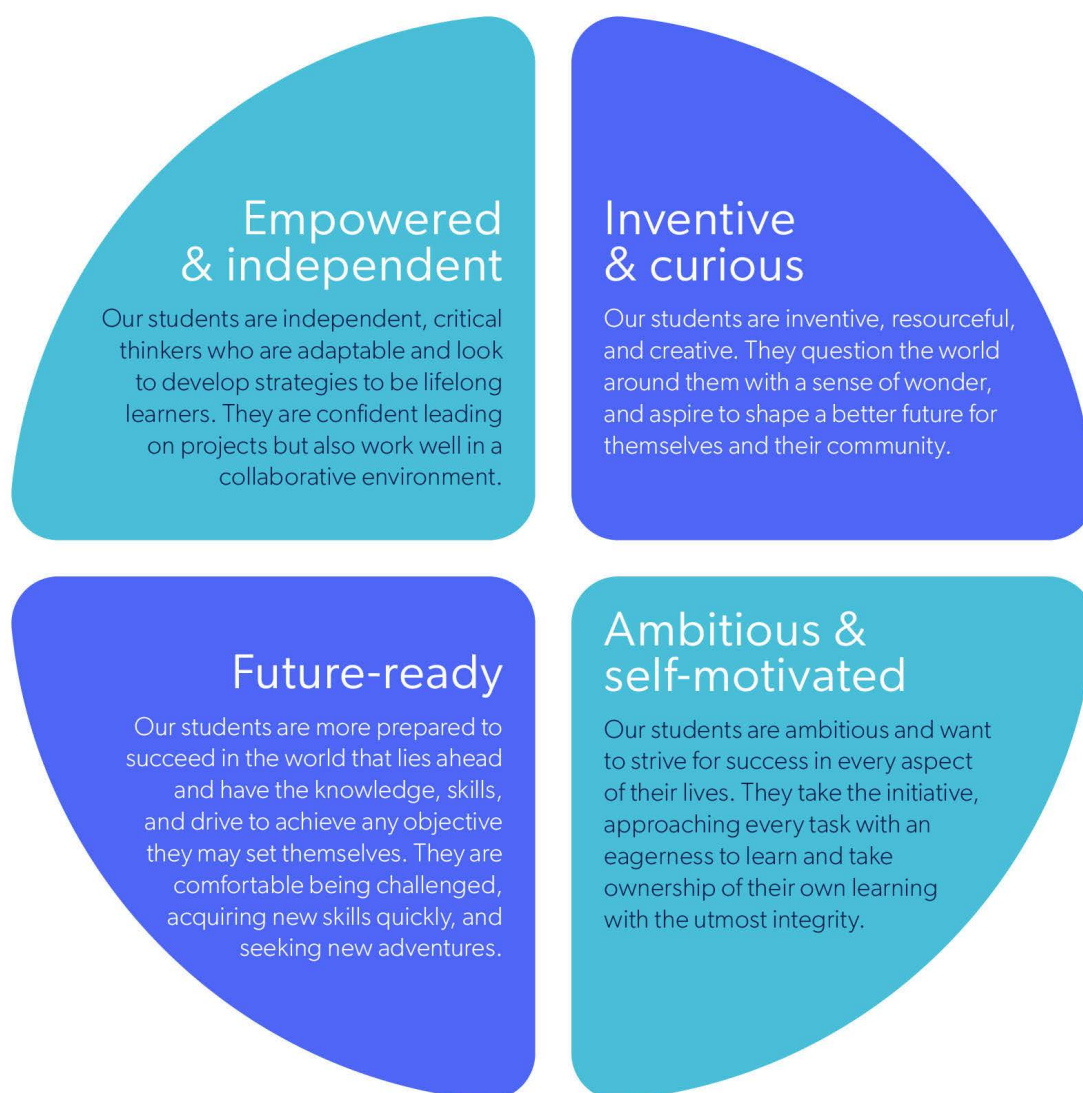 Empowered
& independent
Our students are independent, critical
thinkers who are adaptable and look
to develop strategies to be lifelong
learners. They are confident leading
on projects but also work well in a
collaborative environment.
Inventive
& curious
Our students are inventive, resourceful,
and creative. They question the world
around them with a sense of wonder,
and aspire to shape a better future for
themselves and their community.
Future-ready
Our students are more prepared to
succeed in the world that lies ahead
and have the knowledge, skills,
and drive to achieve any objective
they may set themselves. They are
comfortable being challenged,
acquiring new skills quickly, and
seeking new adventures.
Ambitious &
self-motivated
Our students are ambitious and want
to strive for success in every aspect
of their lives. They take the initiative,
approaching every task with an
eagerness to learn and take
ownership of their own learning
with the utmost integrity.